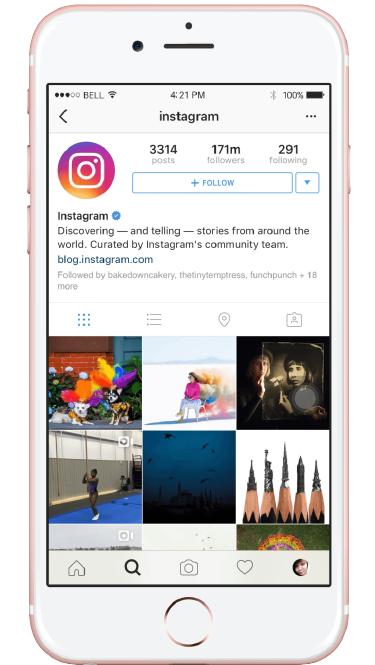 BELL 4:21 PM 100%
instagram
3314 171m 291
posts followers following
+ FOLLOW
Instagram
Discovering — and telling — stories from around the
world. Curated by Instagram's community team.
blog.instagram.com
Followed by bakedowncakery, thetinytemptress, funchpunch + 18
more